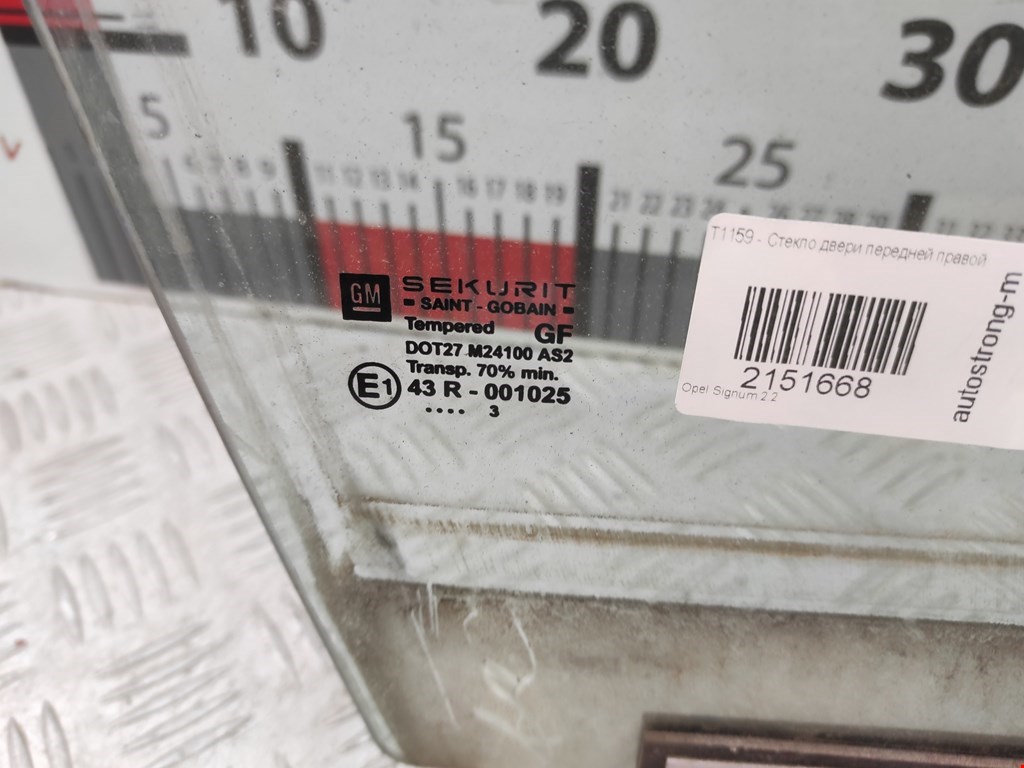 10 20 30
5 15 25
11 12 13 14 16 17 18 19 21 22 23 24
GM
SEKURIT
SAINT - GOBAIN
Tempered GF
DOT27 M24100 AS2
Transp. 70% min.
E1 43 R - 001025
.... 3
T1159 - Стекло двери передней правой
2151668
Opel Signum 2.2
autostrong-m